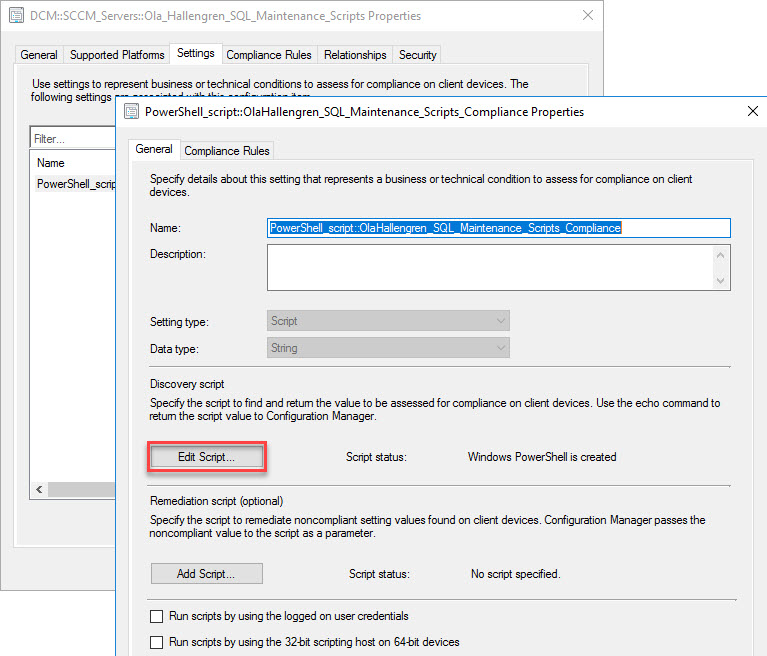 DCM::SCCM_Servers::Ola_Hallengren_SQL_Maintenance_Scripts Properties
General Supported Platforms Settings Compliance Rules Relationships Security
Use settings to represent business or technical conditions to assess for compliance on client devices. The
following settings
Filter...
Name
PowerShell_scrip
PowerShell_script::OlaHallengren_SQL_Maintenance_Scripts_Compliance Properties
General Compliance Rules
Specify details about this setting that represents a business or technical condition to assess for compliance on client
devices.
Name: PowerShell_script::OlaHallengren_SQL_Maintenance_Scripts_Compliance
Description:
Setting type: Script
Data type: String
Discovery script
Specify the script to find and return the value to be assessed for compliance on client devices. Use the echo command to
return the script value to Configuration Manager.
Edit Script... Script status: Windows PowerShell is created
Remediation script (optional)
Specify the script to remediate noncompliant setting values found on client devices. Configuration Manager passes the
noncompliant value to the script as a parameter.
Add Script... Script status: No script specified.
Run scripts by using the logged on user credentials
Run scripts by using the 32-bit scripting host on 64-bit devices